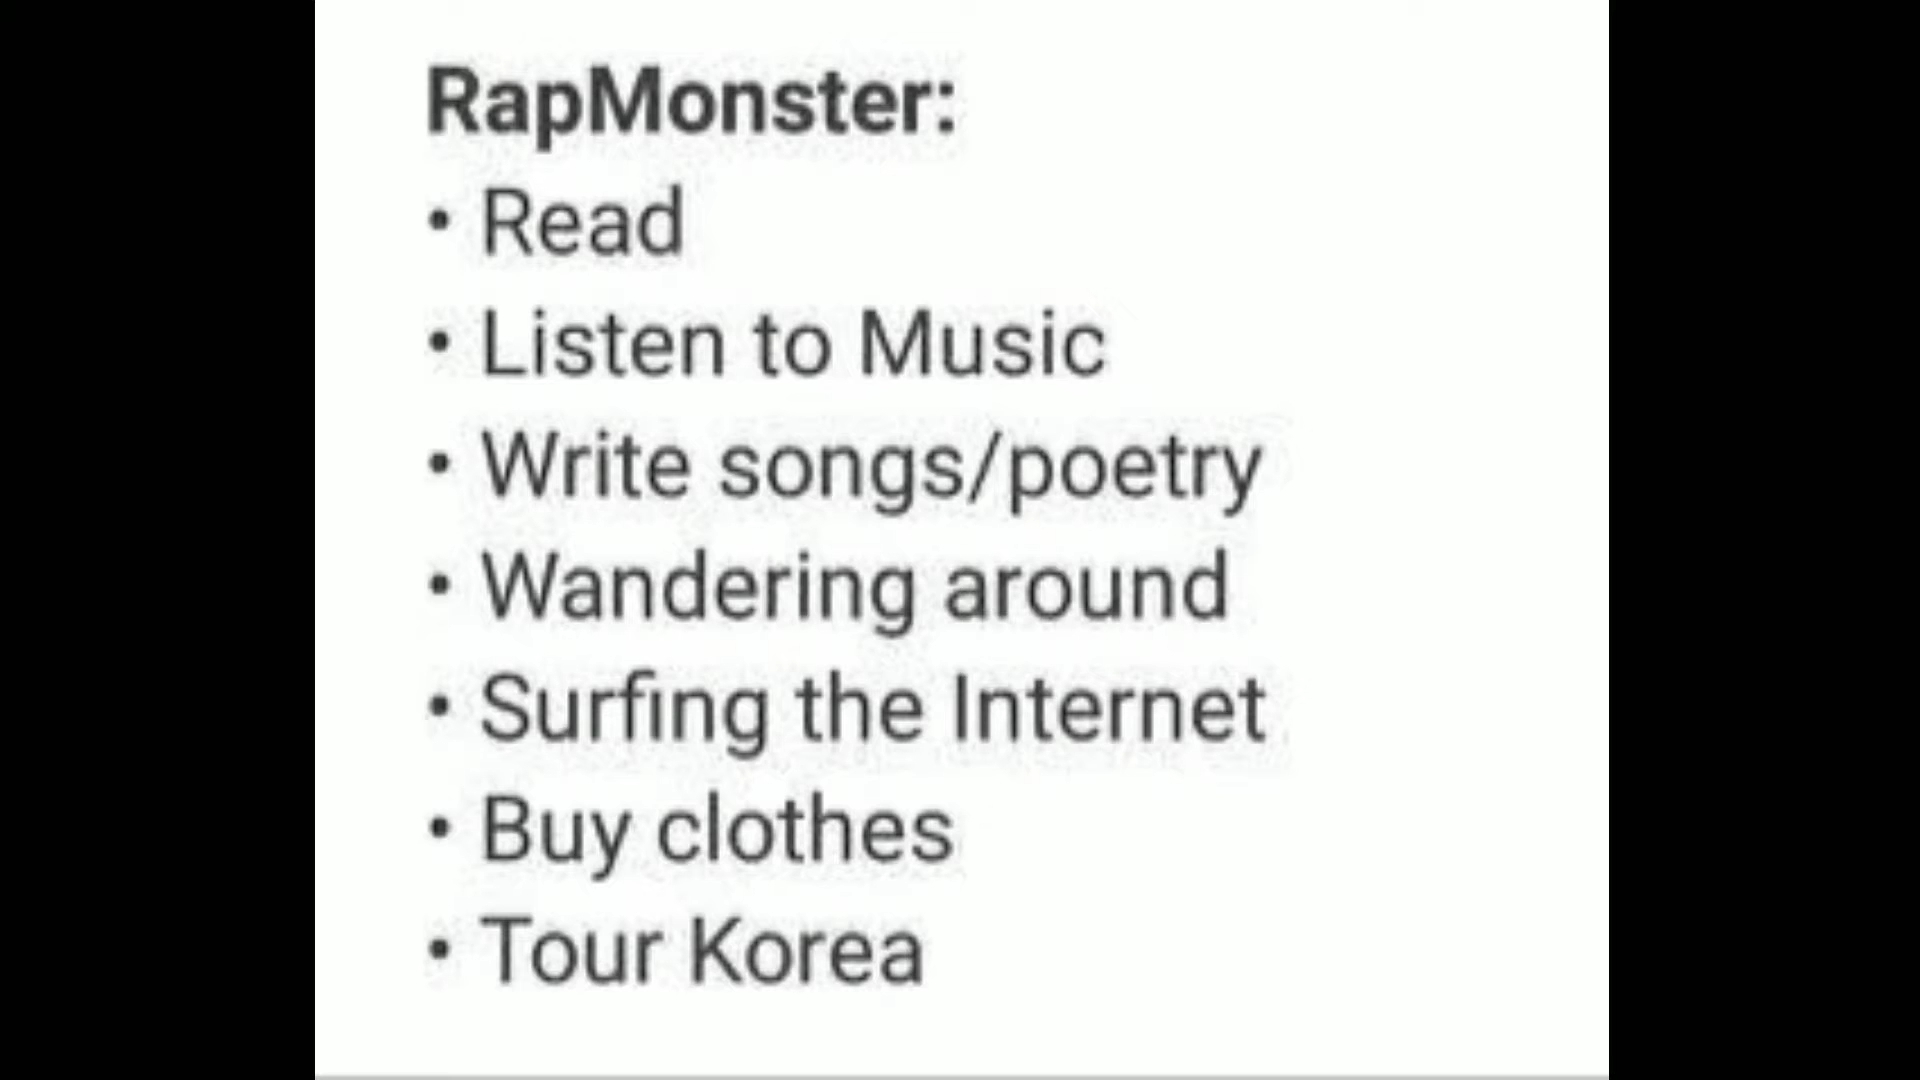 RapMonster:
• Read
• Listen to Music
• Write songs/poetry
• Wandering around
• Surfing the Internet
• Buy clothes
• Tour Korea